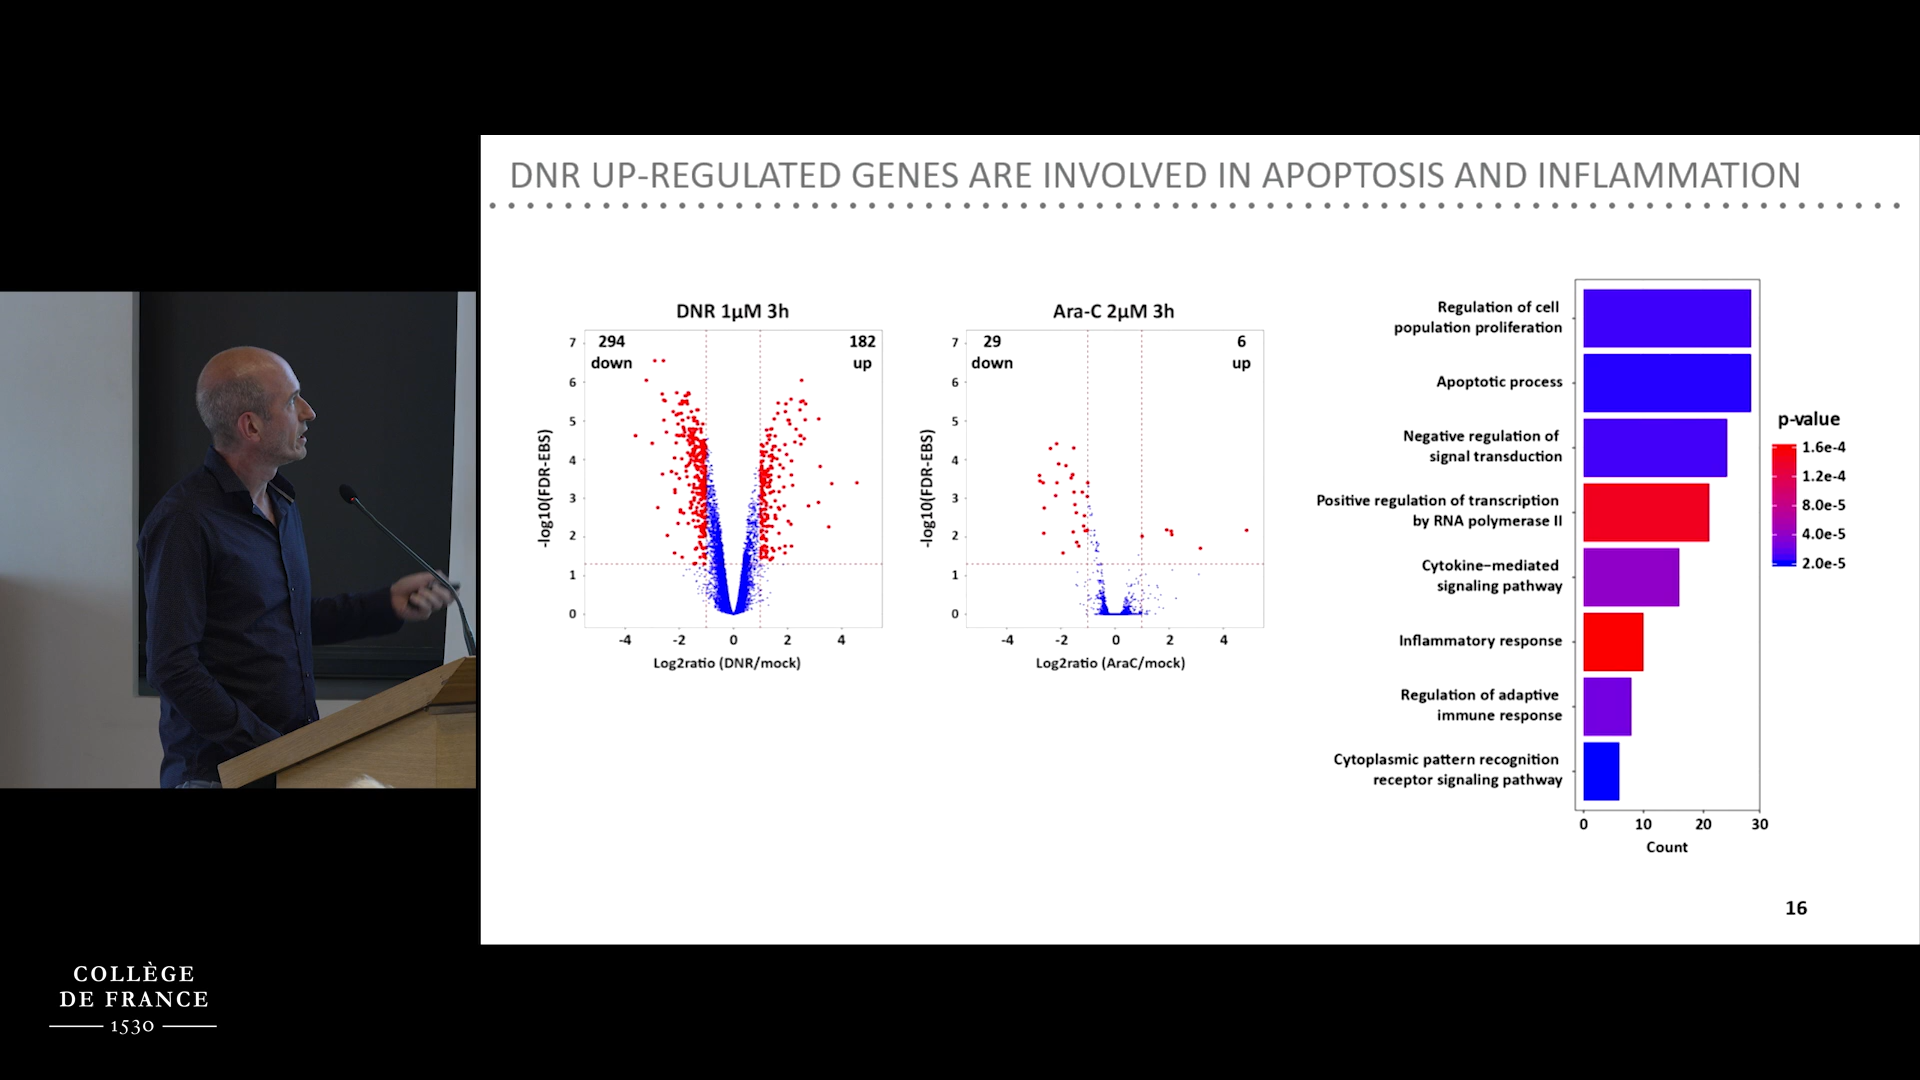 DNR UP-REGULATED GENES ARE INVOLVED IN APOPTOSIS AND INFLAMMATION
DNR 1µM 3h
294
down
182
up
7
6
5
4
3
2
1
0
-log10(FDR-EBS)
-4
-2
0
2
4
Log2ratio (DNR/mock)
Ara-C 2µM 3h
29
down
6
up
7
6
5
4
3
2
1
0
-log10(FDR-EBS)
-4
-2
0
2
4
Log2ratio (AraC/mock)
Regulation of cell
population proliferation
Apoptotic process
Negative regulation of
signal transduction
Positive regulation of transcription
by RNA polymerase II
Cytokine−mediated
signaling pathway
Inflammatory response
Regulation of adaptive
immune response
Cytoplasmic pattern recognition
receptor signaling pathway
0
10
20
30
Count
p-value
1.6e-4
1.2e-4
8.0e-5
4.0e-5
2.0e-5
16
COLLÈGE
DE FRANCE
1530